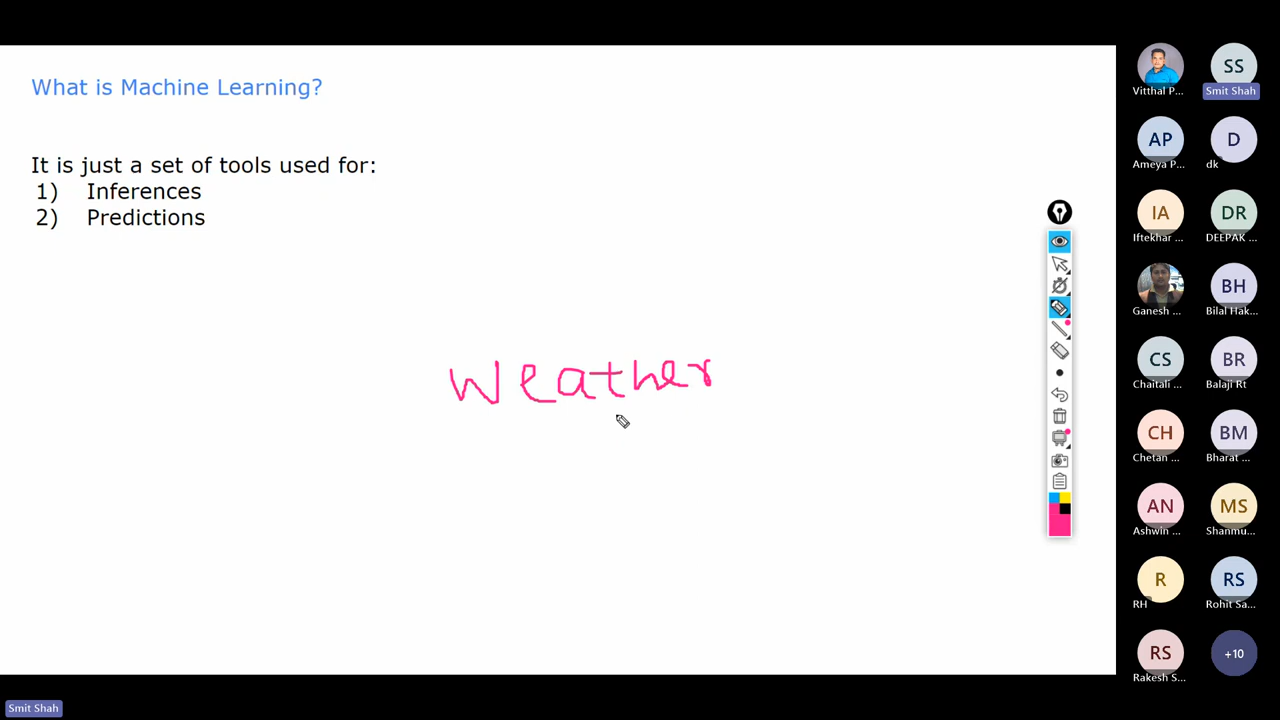 What is Machine Learning?
It is just a set of tools used for:
1) Inferences
2) Predictions
Weather
Vitthal P...
SS
Smit Shah
AP
Ameya P...
D
dk
IA
Iftekhar ...
DR
DEEPAK ...
Ganesh ...
BH
Bilal Hak...
CS
Chaitali ...
BR
Balaji Rt
CH
Chetan ...
BM
Bharat ...
AN
Ashwin ...
MS
Shanmu...
R
RH
RS
Rohit Sa...
RS
Rakesh S...
+10
Smit Shah